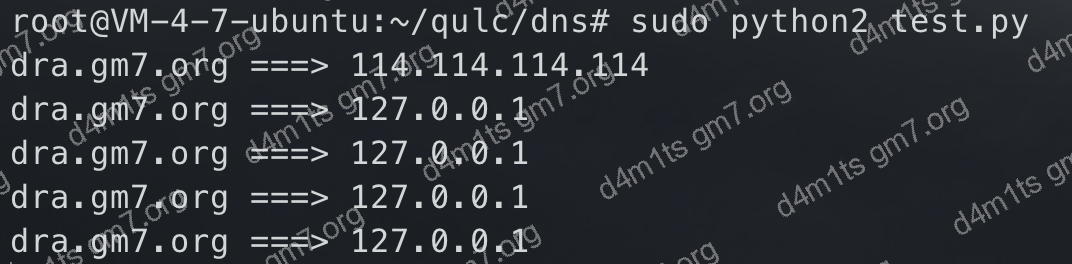 root@VM-4-7-ubuntu:~/qulc/dns# sudo python2 test.py
dra.gm7.org ===> 114.114.114.114
dra.gm7.org ===> 127.0.0.1
dra.gm7.org ===> 127.0.0.1
dra.gm7.org ===> 127.0.0.1
dra.gm7.org ===> 127.0.0.1
d4m1ts gm7.org
d4m1ts gm7.org
d4m1ts gm7.org
d4m1ts gm7.org
d4m1ts gm7.org